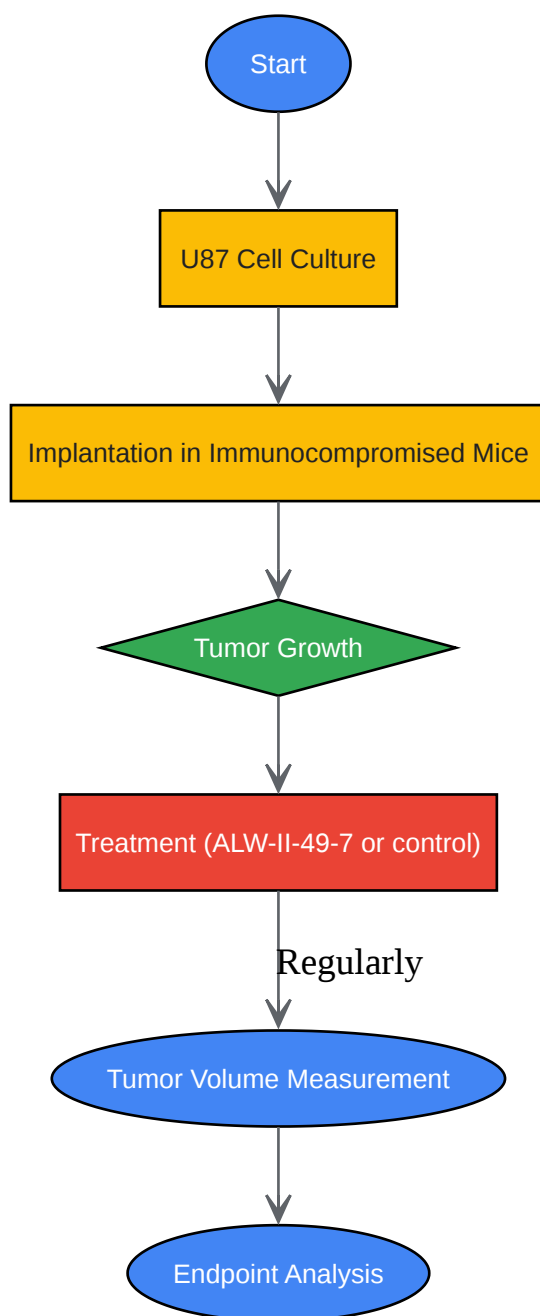 Start
U87 Cell Culture
Implantation in Immunocompromised Mice
Tumor Growth
Treatment (ALW-II-49-7 or control)
Regularly
Tumor Volume Measurement
Endpoint Analysis